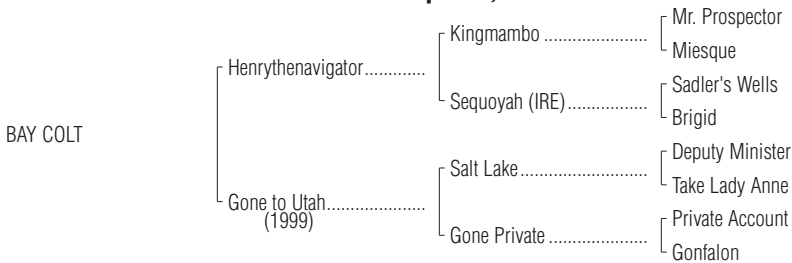 Kingmambo .....................
Mr. Prospector
Miesque
Henrythenavigator.............
Sequoyah (IRE)................
Sadler's Wells
Brigid
BAY COLT
Salt Lake.........................
Deputy Minister
Take Lady Anne
Gone to Utah....................
(1999)
Gone Private ....................
Private Account
Gonfalon